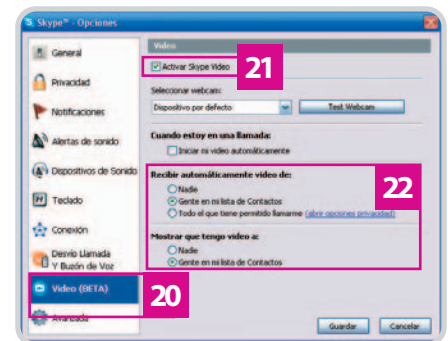 Skype™ - Opciones
General
Privacidad
Notificaciones
Alertas de sonido
Dispositivos de Sonido
Teclado
Conexión
Desvío Llamada
Y Buzón de Voz
Video (BETA)
Avanzada
20
Video
Activar Skype Video
21
Seleccionar webcam:
Dispositivo por defecto
Test Webcam
Cuando estoy en una llamada:
Iniciar mi video automáticamente
Recibir automáticamente video de:
22
Nadie
Gente en mi lista de Contactos
Todo el que tiene permitido llamarme (abrir opciones privacidad)
Mostrar que tengo video a:
Nadie
Gente en mi lista de Contactos
Guardar
Cancelar